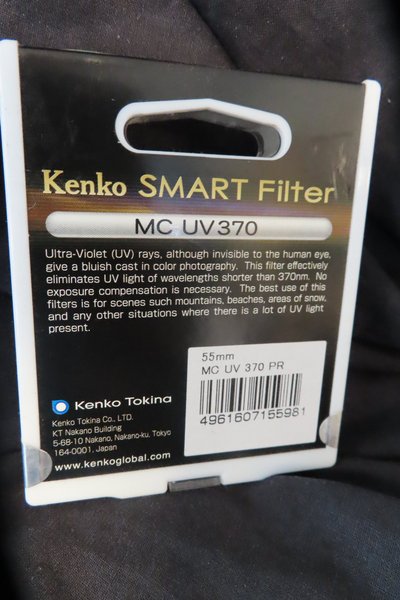 Kenko SMART Filter
MC UV370
Ultra-Violet (UV) rays, although invisible to the human eye,
give a bluish cast in color photography. This filter effectively
eliminates UV light of wavelengths shorter than 370nm. No
exposure compensation is necessary. The best use of this
filters is for scenes such mountains, beaches, areas of snow,
and any other situations where there is a lot of UV light
present.
55mm
MC UV 370 PR
4961607155981
Kenko Tokina
Kenko Tokina Co., LTD.
KT Nakano Building
5-68-10 Nakano, Nakano-ku, Tokyo
164-0001, Japan
www.kenkoglobal.com